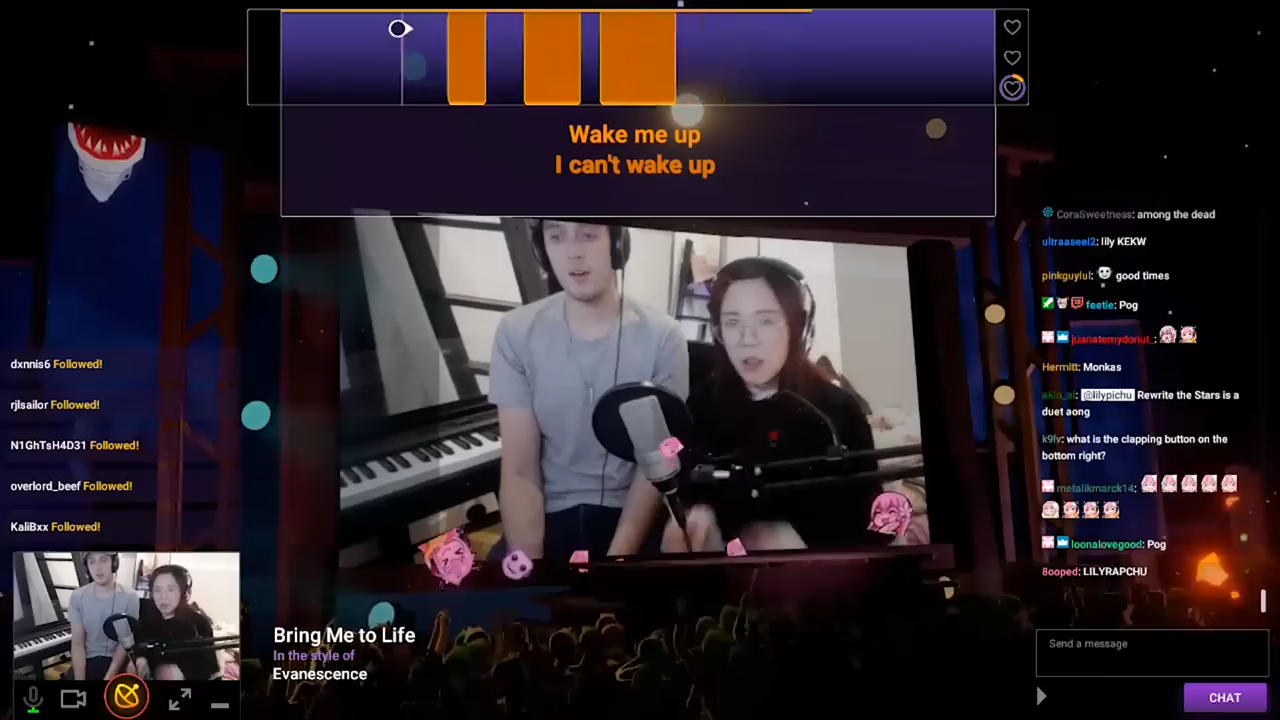 Wake me up
I can't wake up
CoraSweetness: among the dead
ultraaseel2: lily KEKW
pinkguylul: good times
feetie: Pog
juanatemydonut_:
Hermitt: Monkas
akio_ai: @lilypichu Rewrite the Stars is a
duet aong
k9ly: what is the clapping button on the
bottom right?
metalikmarck14:
loonalovegood: Pog
8ooped: LILYRAPCHU
dxnnis6 Followed!
rjlsailor Followed!
N1GhTsH4D31 Followed!
overlord_beef Followed!
KaliBxx Followed!
Bring Me to Life
In the style of
Evanescence
Send a message
CHAT